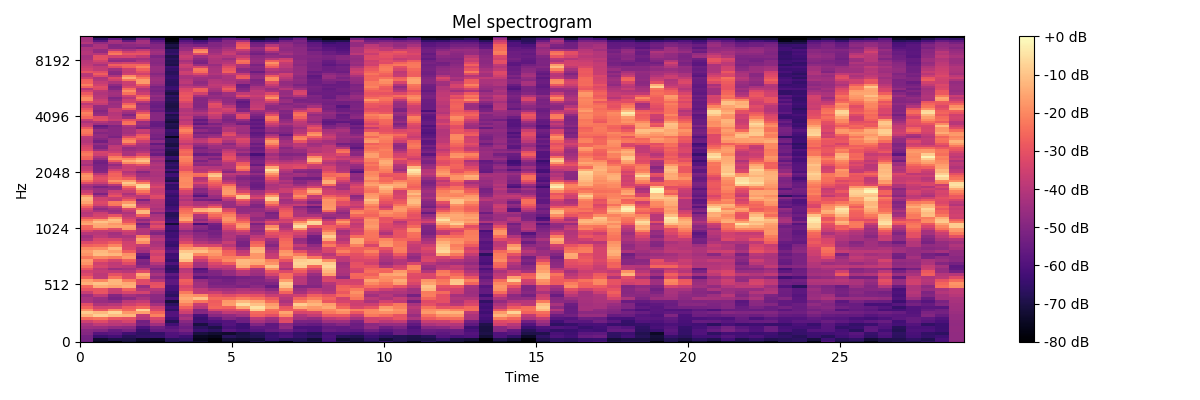 Mel spectrogram
Hz
8192
4096
2048
1024
512
0
0 5 10 15 20 25
Time
+0 dB
-10 dB
-20 dB
-30 dB
-40 dB
-50 dB
-60 dB
-70 dB
-80 dB